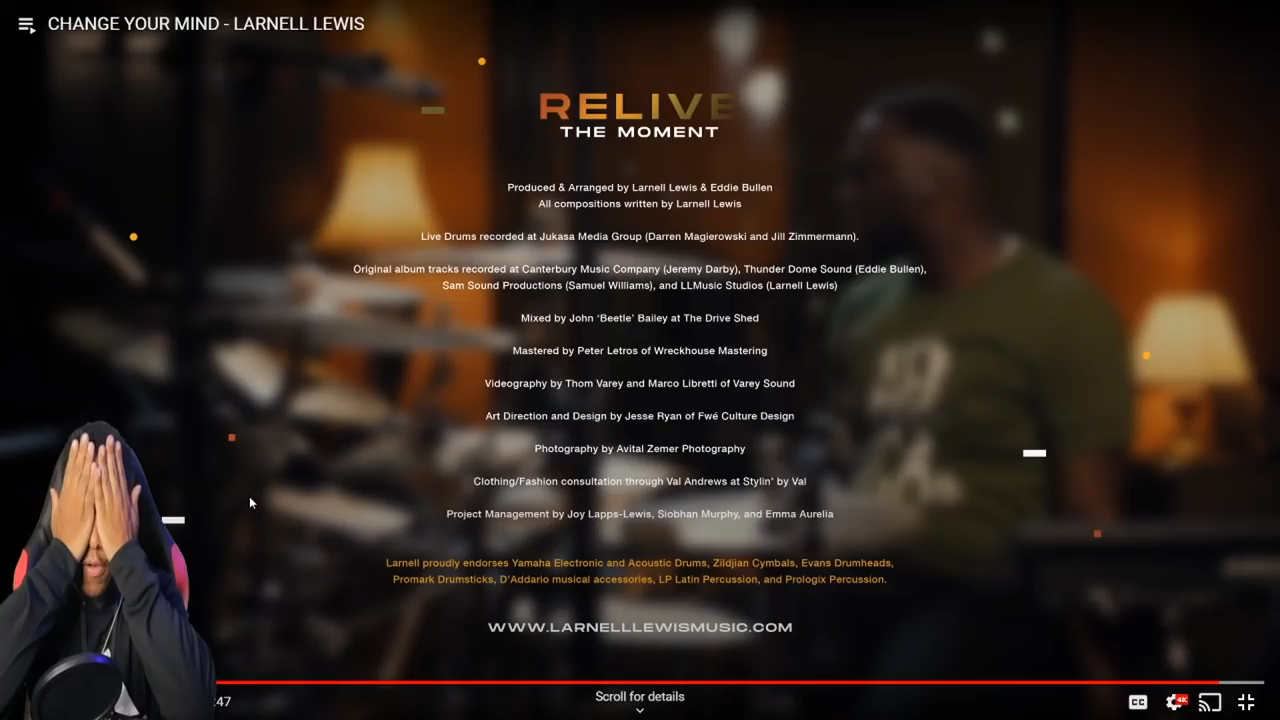 CHANGE YOUR MIND - LARNELL LEWIS
RELIVE
THE MOMENT
Produced & Arranged by Larnell Lewis & Eddie Bullen
All compositions written by Larnell Lewis
Live Drums recorded at Jukasa Media Group (Darren Magierowski and Jill Zimmermann).
Original album tracks recorded at Canterbury Music Company (Jeremy Darby), Thunder Dome Sound (Eddie Bullen),
Sam Sound Productions (Samuel Williams), and LLMusic Studios (Larnell Lewis)
Mixed by John ‘Beetle’ Bailey at The Drive Shed
Mastered by Peter Letros of Wreckhouse Mastering
Videography by Thom Varey and Marco Libretti of Varey Sound
Art Direction and Design by Jesse Ryan of Fwé Culture Design
Photography by Avital Zemer Photography
Clothing/Fashion consultation through Val Andrews at Stylin’ by Val
Project Management by Joy Lapps-Lewis, Siobhan Murphy, and Emma Aurelia
Larnell proudly endorses Yamaha Electronic and Acoustic Drums, Zildjian Cymbals, Evans Drumheads,
Promark Drumsticks, D'Addario musical accessories, LP Latin Percussion, and Prologix Percussion.
WWW.LARNELLLEWISMUSIC.COM
:47
Scroll for details
CC
4K